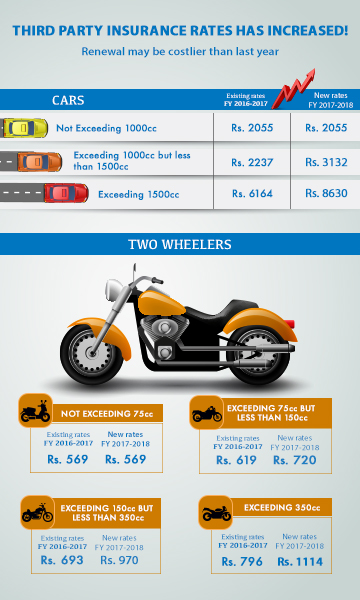 THIRD PARTY INSURANCE RATES HAS INCREASED!
Renewal may be costlier than last year
CARS
Existing rates
FY 2016-2017
New rates
FY 2017-2018
Not Exceeding 1000cc
Rs. 2055
Rs. 2055
Exceeding 1000cc but less
than 1500cc
Rs. 2237
Rs. 3132
Exceeding 1500cc
Rs. 6164
Rs. 8630
TWO WHEELERS
NOT EXCEEDING 75cc
Existing rates
FY 2016-2017
New rates
FY 2017-2018
Rs. 569
Rs. 569
EXCEEDING 75cc BUT
LESS THAN 150cc
Existing rates
FY 2016-2017
New rates
FY 2017-2018
Rs. 619
Rs. 720
EXCEEDING 150cc BUT
LESS THAN 350cc
Existing rates
FY 2016-2017
New rates
FY 2017-2018
Rs. 693
Rs. 970
EXCEEDING 350cc
Existing rates
FY 2016-2017
New rates
FY 2017-2018
Rs. 796
Rs. 1114